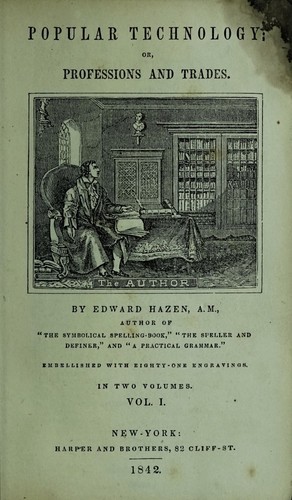 POPULAR TECHNOLOGY;
OR,
PROFESSIONS AND TRADES.
The AUTHOR
BY EDWARD HAZEN, A.M.,
AUTHOR OF
"THE SYMBOLICAL SPELLING-BOOK," "THE SPELLER AND
DEFINER," AND "A PRACTICAL GRAMMAR."
EMBELLISHED WITH EIGHTY-ONE ENGRAVINGS.
IN TWO VOLUMES.
VOL. I.
NEW-YORK:
HARPER AND BROTHERS, 82 CLIFF-ST.
1842.